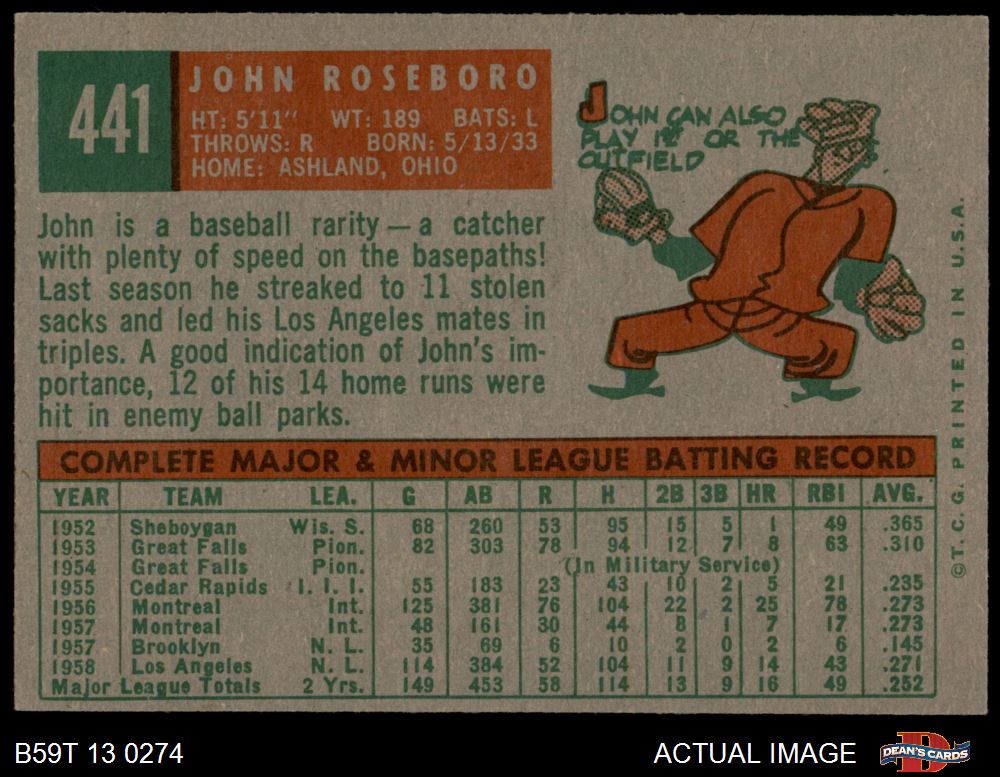 441
JOHN ROSEBORO
HT: 5'11" WT: 189 BATS: L
THROWS: R BORN: 5/13/33
HOME: ASHLAND, OHIO
JOHN CAN ALSO
PLAY 1ST OR THE
OUTFIELD
John is a baseball rarity — a catcher
with plenty of speed on the basepaths!
Last season he streaked to 11 stolen
sacks and led his Los Angeles mates in
triples. A good indication of John's im-
portance, 12 of his 14 home runs were
hit in enemy ball parks.
COMPLETE MAJOR & MINOR LEAGUE BATTING RECORD
YEAR TEAM LEA. G AB R H 2B 3B HR RBI AVG.
1952 Sheboygan Wis. S. 68 260 53 95 15 5 1 49 .365
1953 Great Falls Pion. 82 303 78 94 12 7 8 63 .310
1954 Great Falls Pion. (In Military Service)
1955 Cedar Rapids I. I. I. 55 183 23 43 10 2 5 21 .235
1956 Montreal Int. 125 381 76 104 22 2 25 78 .273
1957 Montreal Int. 48 161 30 44 8 1 7 17 .273
1957 Brooklyn N. L. 35 69 6 10 2 0 2 6 .145
1958 Los Angeles N. L. 114 384 52 104 11 9 14 43 .271
Major League Totals 2 Yrs. 149 453 58 114 13 9 16 49 .252
©T. C. G. PRINTED IN U.S.A.
B59T 13 0274
ACTUAL IMAGE
DEAN'S CARDS